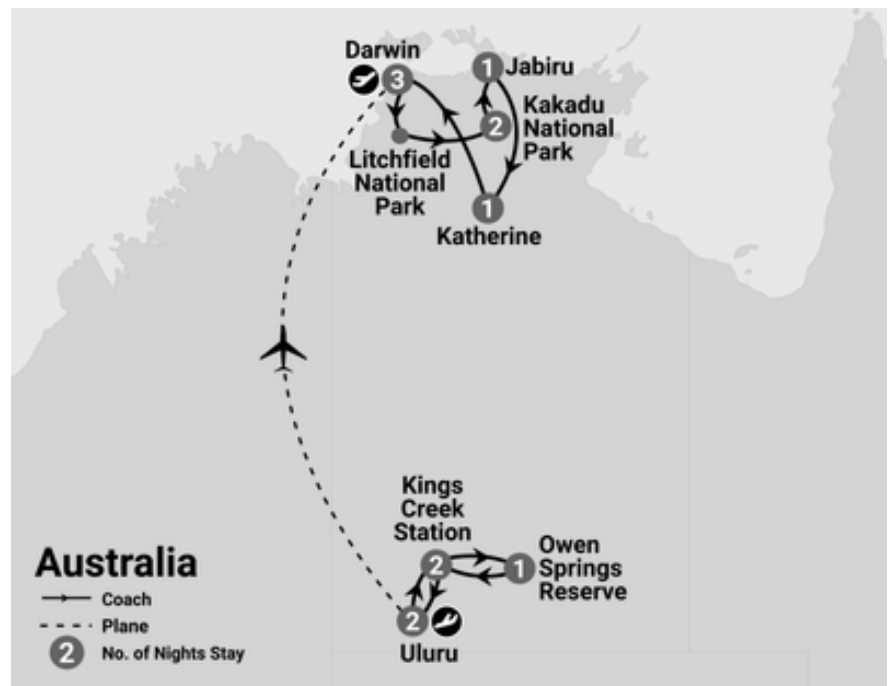 Darwin
3
1
Jabiru
Kakadu
National
Park
2
Litchfield
National
Park
1
Katherine
Kings
Creek
Station
2
1
Owen
Springs
Reserve
2
Uluru
Australia
Coach
Plane
2 No. of Nights Stay